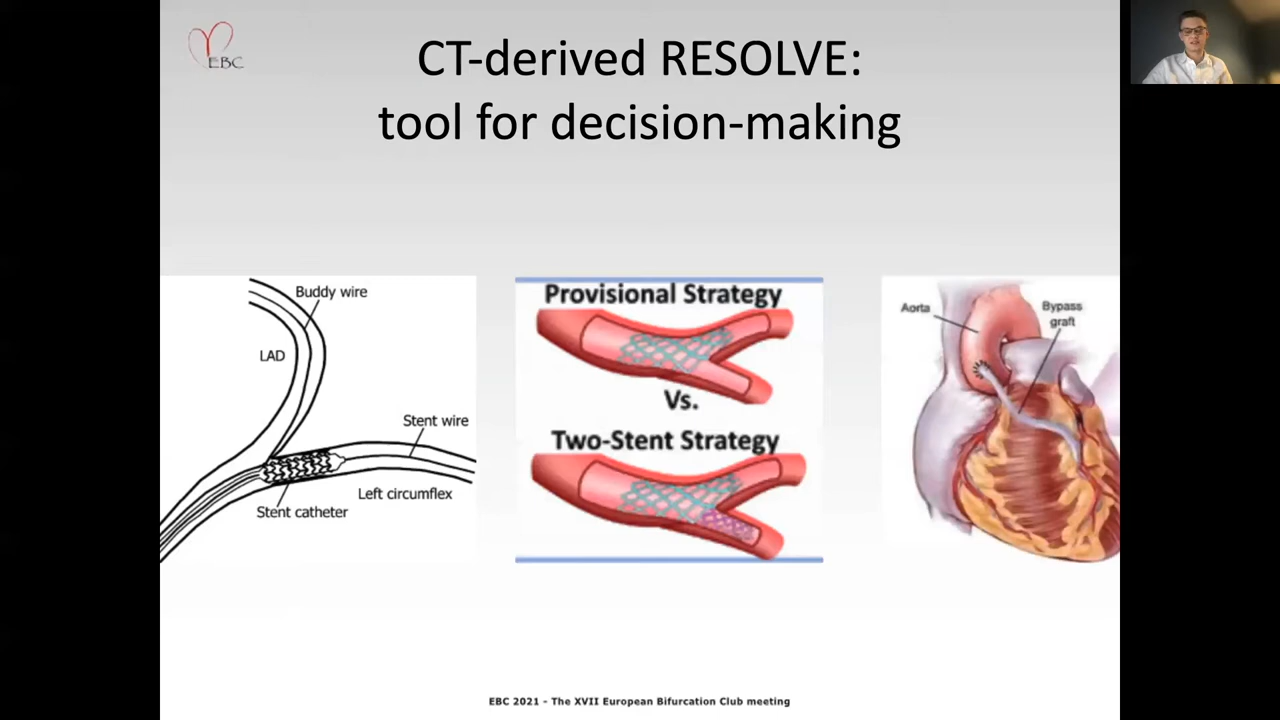 EBC
CT-derived RESOLVE:
tool for decision-making
Buddy wire
LAD
Stent wire
Left circumflex
Stent catheter
Provisional Strategy
Vs.
Two-Stent Strategy
Aorta
Bypass
graft
EBC 2021 - The XVII European Bifurcation Club meeting